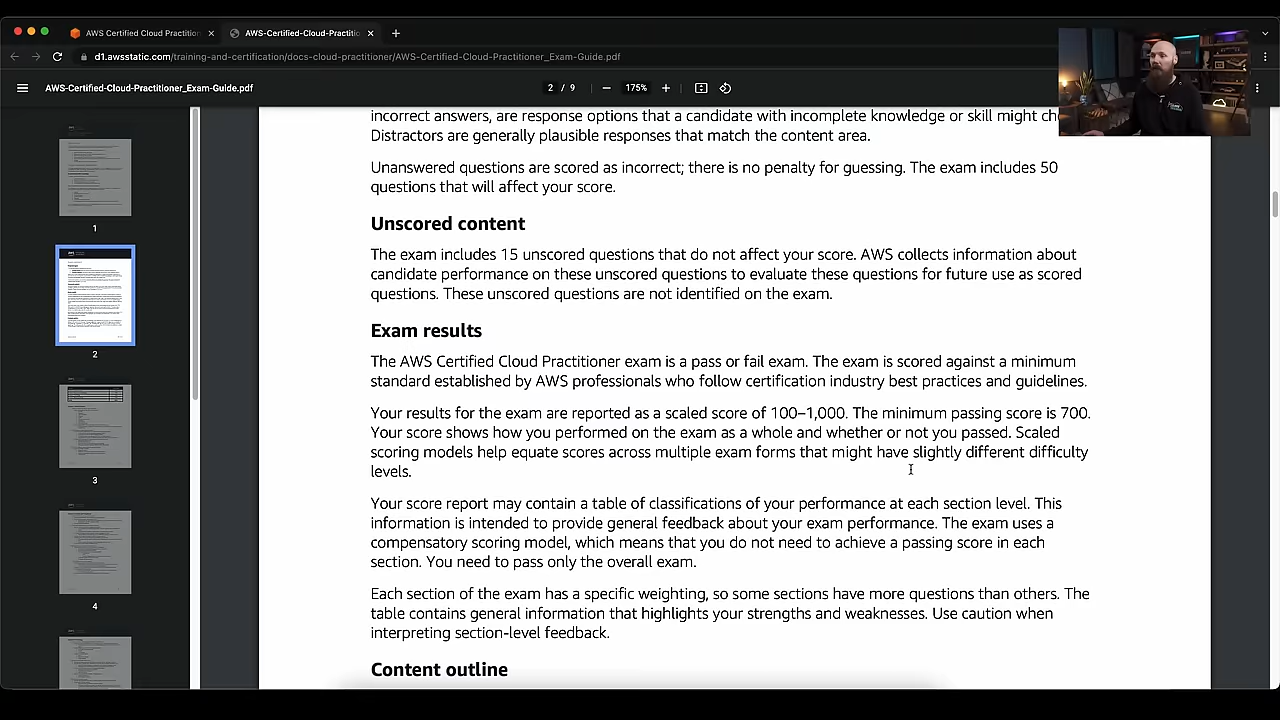 AWS Certified Cloud Practitioner
AWS-Certified-Cloud-Practitio
d1.awsstatic.com/training-and-certification/docs-cloud-practitioner/AWS-Certified-Cloud-Practitioner_Exam-Guide.pdf
AWS-Certified-Cloud-Practitioner_Exam-Guide.pdf
2 / 9
175%
incorrect answers, are response options that a candidate with incomplete knowledge or skill might ch
Distractors are generally plausible responses that match the content area.
Unanswered questions are scored as incorrect; there is no penalty for guessing. The exam includes 50
questions that will affect your score.
Unscored content
The exam includes 15 unscored questions that do not affect your score. AWS collects information about
candidate performance on these unscored questions to evaluate these questions for future use as scored
questions. These unscored questions are not identified on the exam.
Exam results
The AWS Certified Cloud Practitioner exam is a pass or fail exam. The exam is scored against a minimum
standard established by AWS professionals who follow certification industry best practices and guidelines.
Your results for the exam are reported as a scaled score of 100–1,000. The minimum passing score is 700.
Your score shows how you performed on the exam as a whole and whether or not you passed. Scaled
scoring models help equate scores across multiple exam forms that might have slightly different difficulty
levels.
Your score report may contain a table of classifications of your performance at each section level. This
information is intended to provide general feedback about your exam performance. The exam uses a
compensatory scoring model, which means that you do not need to achieve a passing score in each
section. You need to pass only the overall exam.
Each section of the exam has a specific weighting, so some sections have more questions than others. The
table contains general information that highlights your strengths and weaknesses. Use caution when
interpreting section-level feedback.
Content outline
1
2
3
4